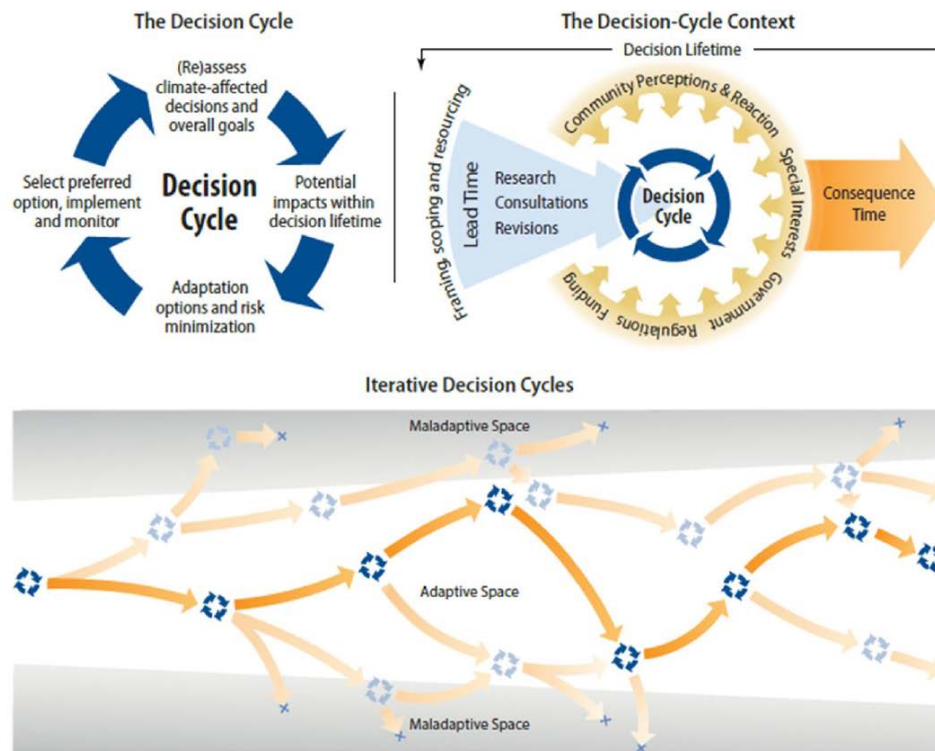 The Decision Cycle
(Re)assess
climate-affected
decisions and
overall goals
Select preferred
option, implement
and monitor
Decision
Cycle
Potential
impacts within
decision lifetime
Adaptation
options and risk
minimization
The Decision-Cycle Context
Decision Lifetime
Framing, scoping and resourcing
Lead Time
Research
Consultations
Revisions
Decision
Cycle
Community Perceptions & Reaction
Special Interests
Government Regulations Funding
Consequence
Time
Iterative Decision Cycles
Maladaptive Space
Adaptive Space
Maladaptive Space